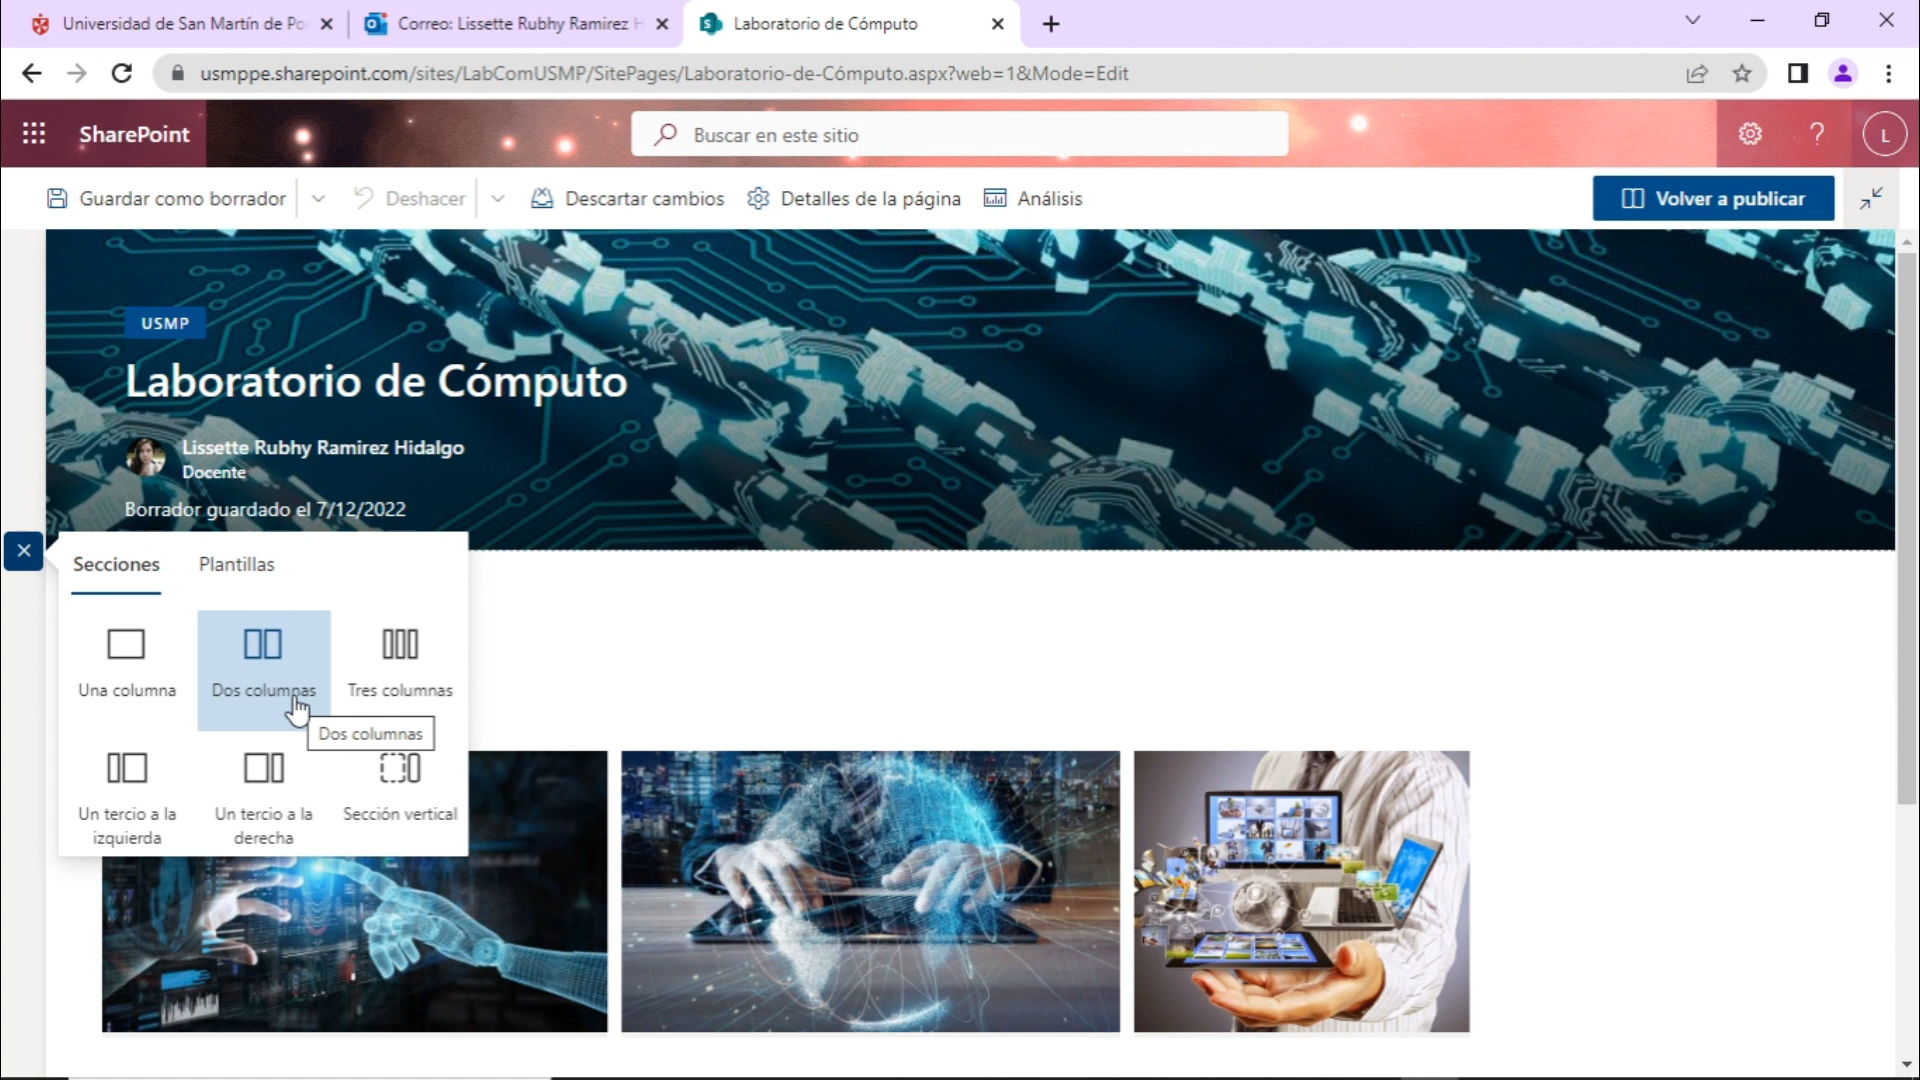 Universidad de San Martín de Po
Correo: Lissette Rubhy Ramirez H
Laboratorio de Cómputo
usmppe.sharepoint.com/sites/LabComUSMP/SitePages/Laboratorio-de-Cómputo.aspx?web=1&Mode=Edit
SharePoint
Buscar en este sitio
?
L
Guardar como borrador
Deshacer
Descartar cambios
Detalles de la página
Análisis
Volver a publicar
USMP
Laboratorio de Cómputo
Lissette Rubhy Ramirez Hidalgo
Docente
Borrador guardado el 7/12/2022
Secciones
Plantillas
Una columna
Dos columnas
Tres columnas
Dos columnas
Un tercio a la
izquierda
Un tercio a la
derecha
Sección vertical